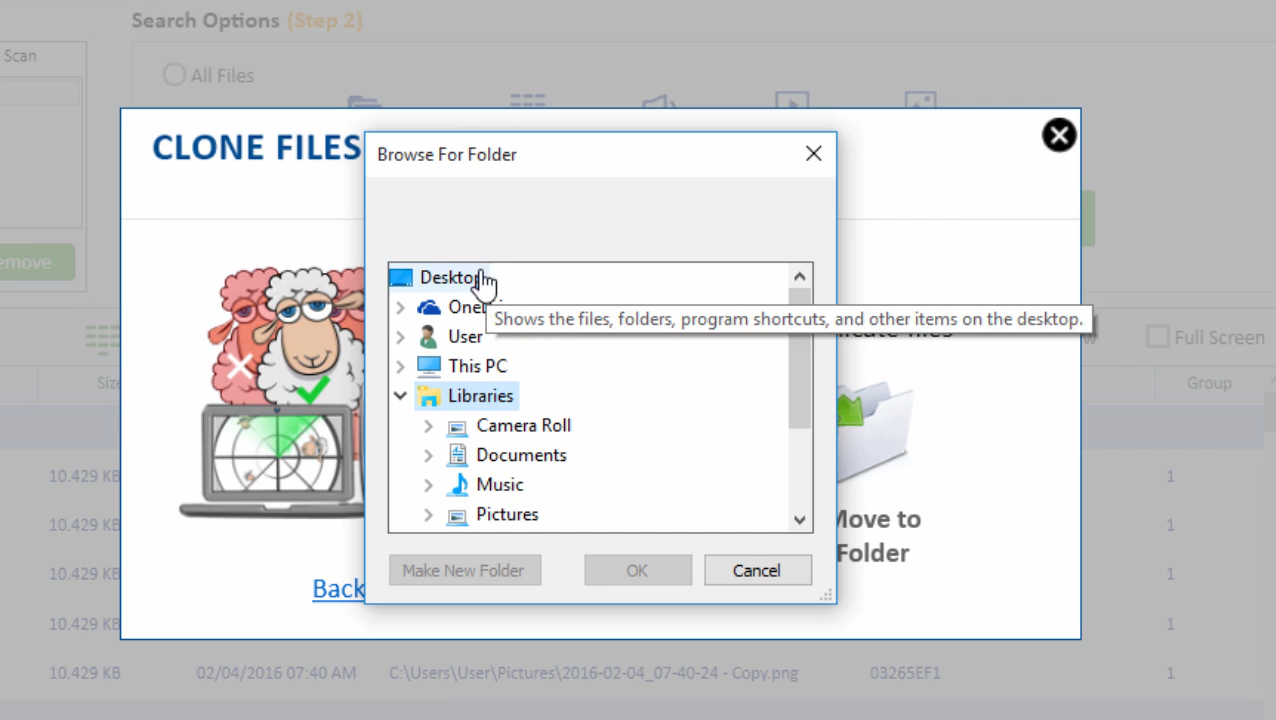 Search Options (Step 2)
Scan
All Files
CLONE FILES
Browse For Folder
Desktop
User
Shows the files, folders, program shortcuts, and other items on the desktop.
This PC
Full Screen
Libraries
Group
Camera Roll
Documents
10.429 KB
1
Music
Pictures
10.429 KB
1
Move to
Folder
Make New Folder
OK
Cancel
10.429 KB
1
Back
10.429 KB
1
10.429 KB 02/04/2016 07:40 AM C:\Users\User\Pictures\2016-02-04_07-40-24 - Copy.png 03265EF1 1